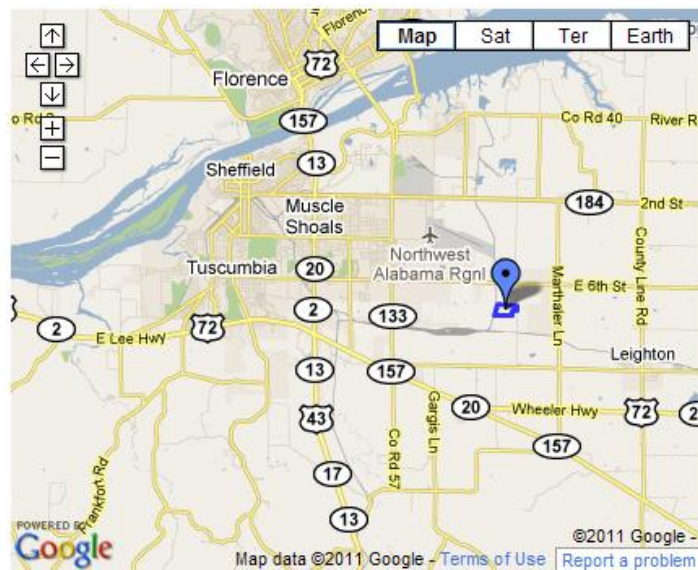 Florence
Map
Sat
Ter
Earth
72
Florence
157
Co Rd 40
River R
13
Sheffield
184
2nd St
Muscle
Shoals
Northwest
Alabama Rgnl
Tuscumbia
20
E 6th St
Marthaler Ln
County Line Rd
2
2
133
72
E Lee Hwy
Leighton
13
157
43
20
Wheeler Hwy
72
2
Gargis Ln
Co Rd 57
157
17
Frankfort Rd
13
POWERED BY
Google
©2011 Google -
Map data ©2011 Google - Terms of Use
Report a problem